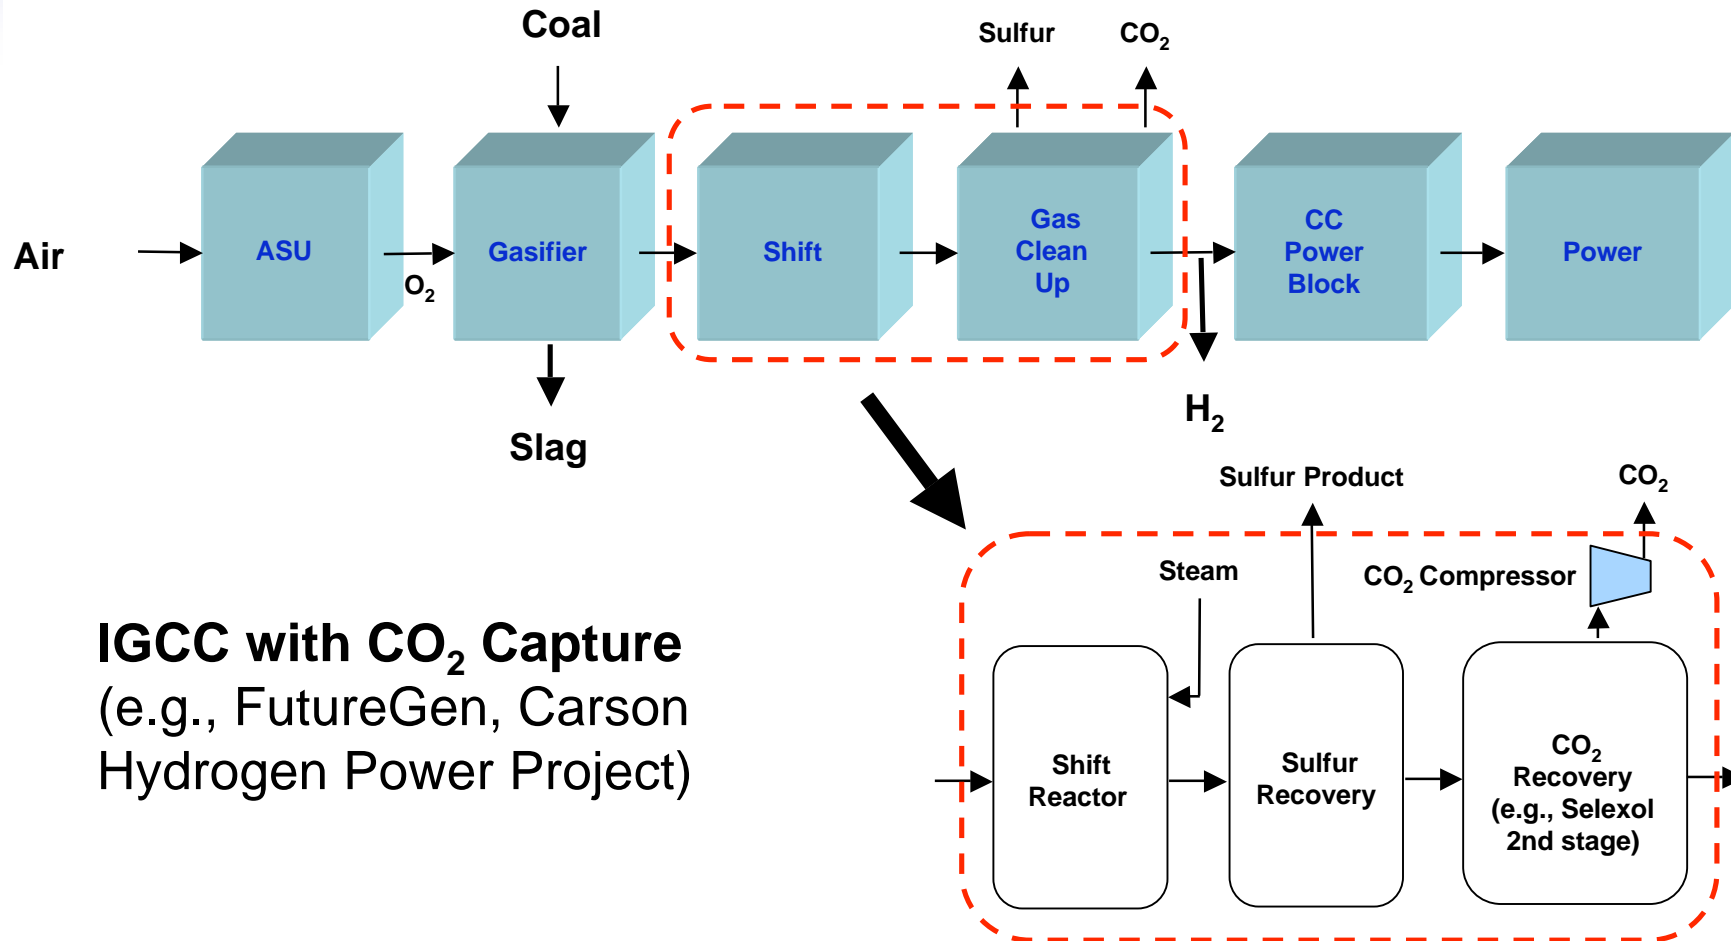 Coal
Sulfur
CO₂
Air
ASU
O₂
Gasifier
Shift
Gas
Clean
Up
CC
Power
Block
Power
Slag
H₂
Sulfur Product
CO₂
Steam
CO₂ Compressor
IGCC with CO₂ Capture
(e.g., FutureGen, Carson
Hydrogen Power Project)
Shift
Reactor
Sulfur
Recovery
CO₂
Recovery
(e.g., Selexol
2nd stage)